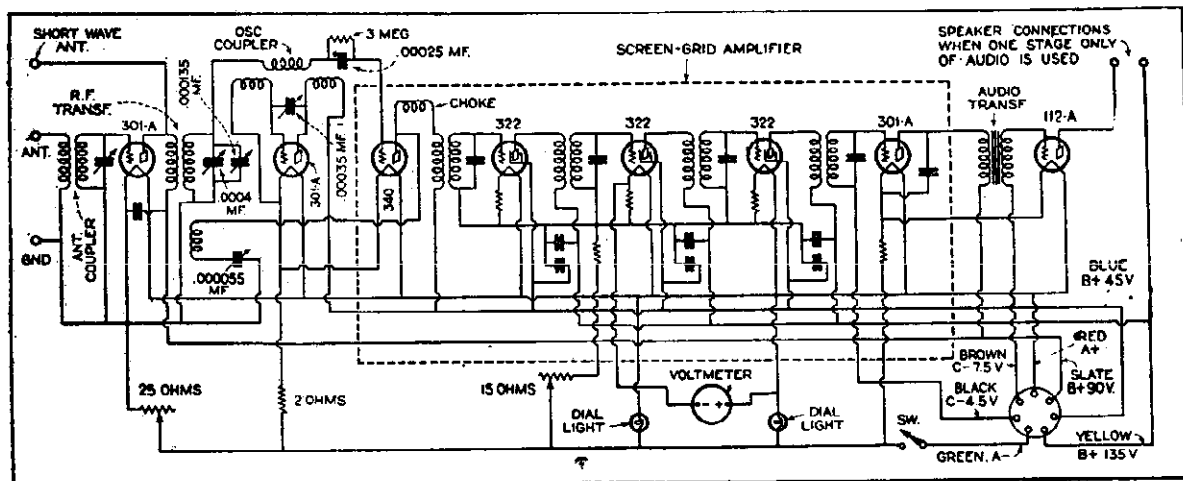 SHORT WAVE
ANT.
OSC
COUPLER
3 MEG
.00025 MF.
SCREEN-GRID AMPLIFIER
SPEAKER CONNECTIONS
WHEN ONE STAGE ONLY
OF AUDIO IS USED
.000135
MF.
R.F.
TRANSF.
CHOKE
AUDIO
TRANSF
301-A
322
322
322
301-A
112-A
ANT.
.00035 MF.
301-A
340
.0004
MF.
ANT.
COUPLER
GND
.000055
MF
BLUE
B+ 45V
RED
A+
BROWN
C-7.5 V
SLATE
B+90V.
25 OHMS
2 OHMS
15 OHMS
VOLTMETER
BLACK
C-4.5V
DIAL
LIGHT
DIAL
LIGHT
SW.
GREEN, A-
YELLOW
B+ 135V